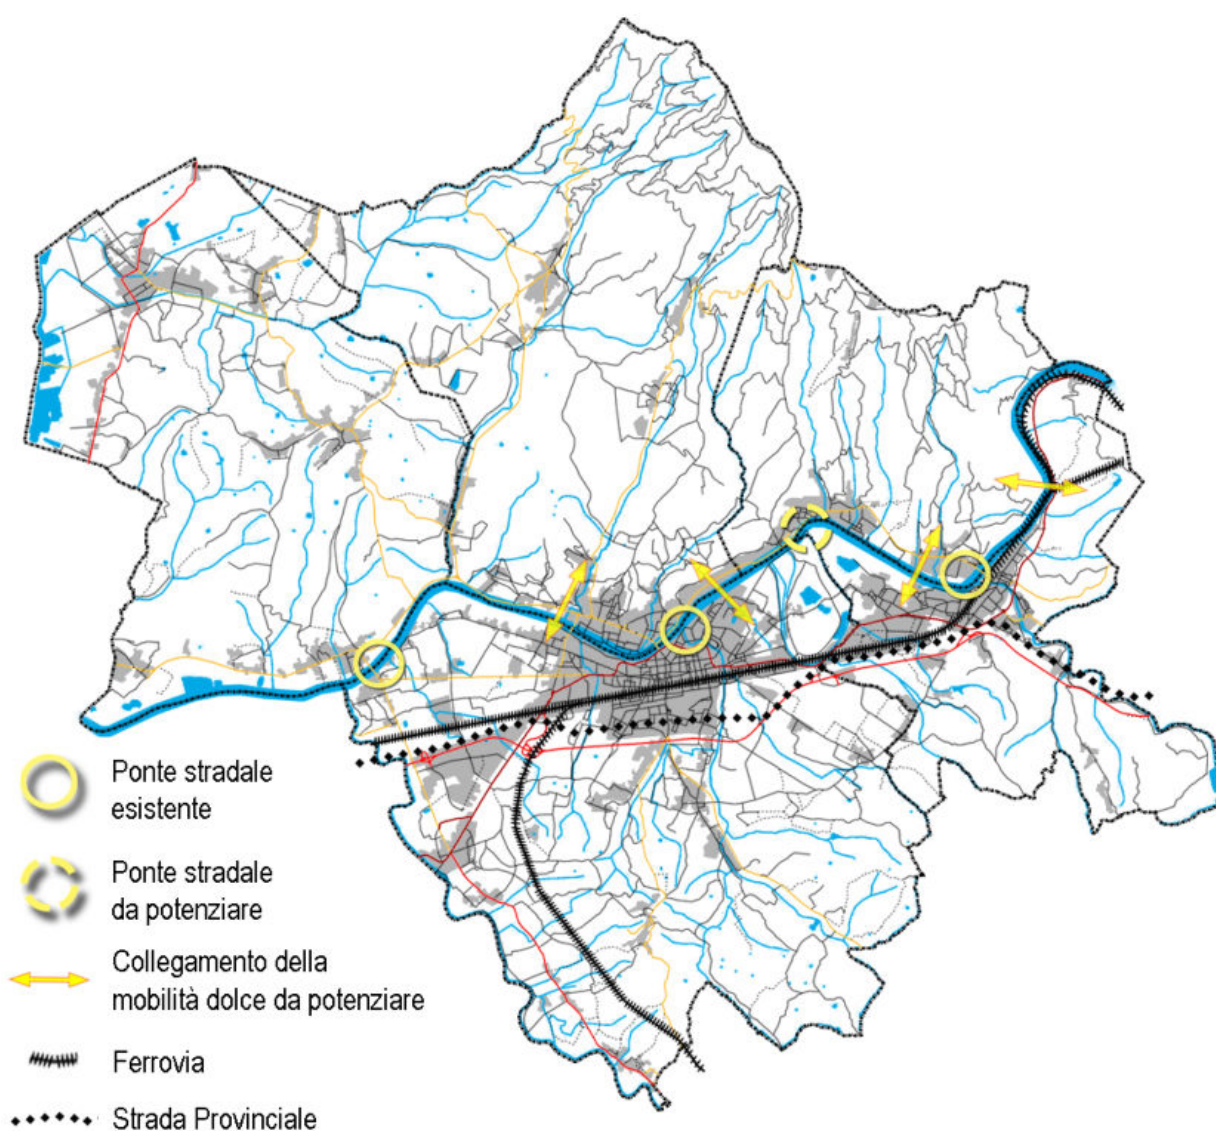 Ponte stradale
esistente
Ponte stradale
da potenziare
Collegamento della
mobilità dolce da potenziare
Ferrovia
Strada Provinciale